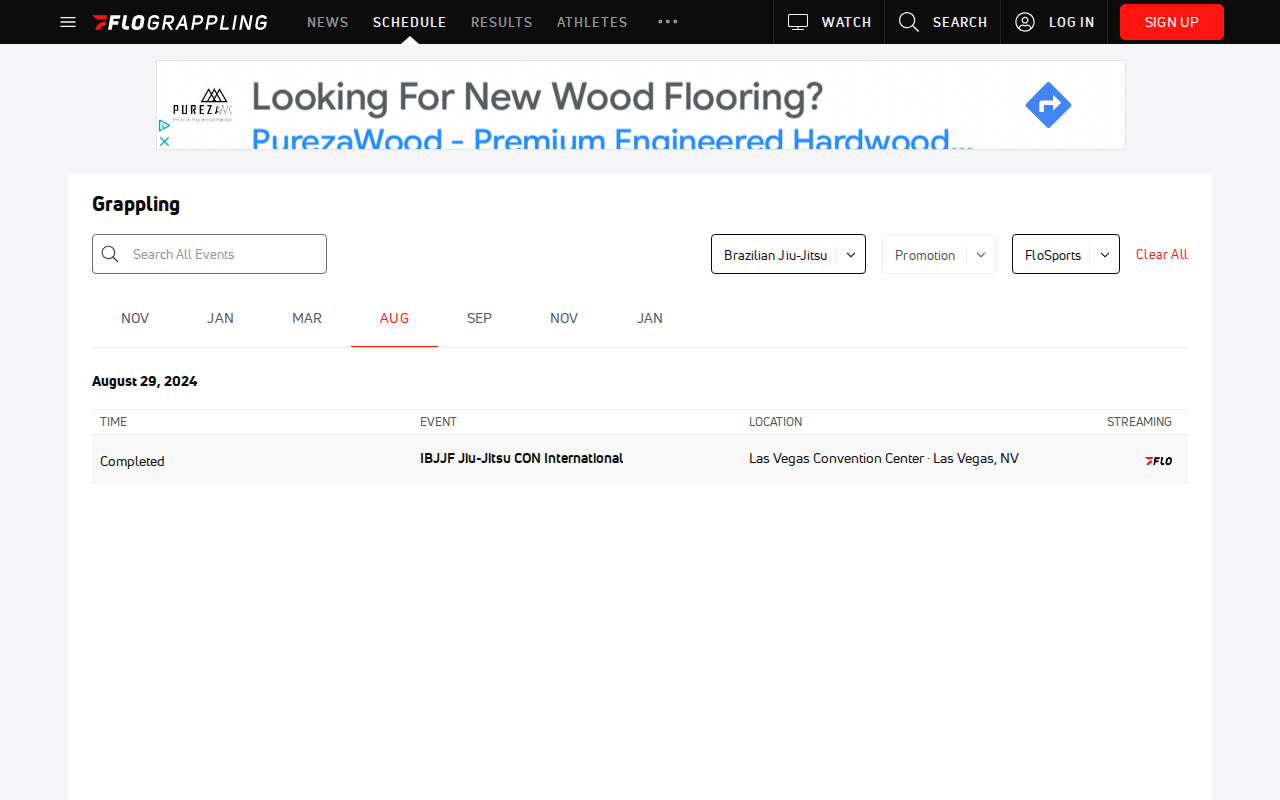 FLOGRAPPLING NEWS SCHEDULE RESULTS ATHLETES WATCH SEARCH LOG IN SIGN UP
Looking For New Wood Flooring?
PurezaWood - Premium Engineered Hardwood...
Grappling
Search All Events Brazilian Jiu-Jitsu Promotion FloSports Clear All
NOV JAN MAR AUG SEP NOV JAN
August 29, 2024
TIME EVENT LOCATION STREAMING
Completed IBJJF Jiu-Jitsu CON International Las Vegas Convention Center · Las Vegas, NV FLO